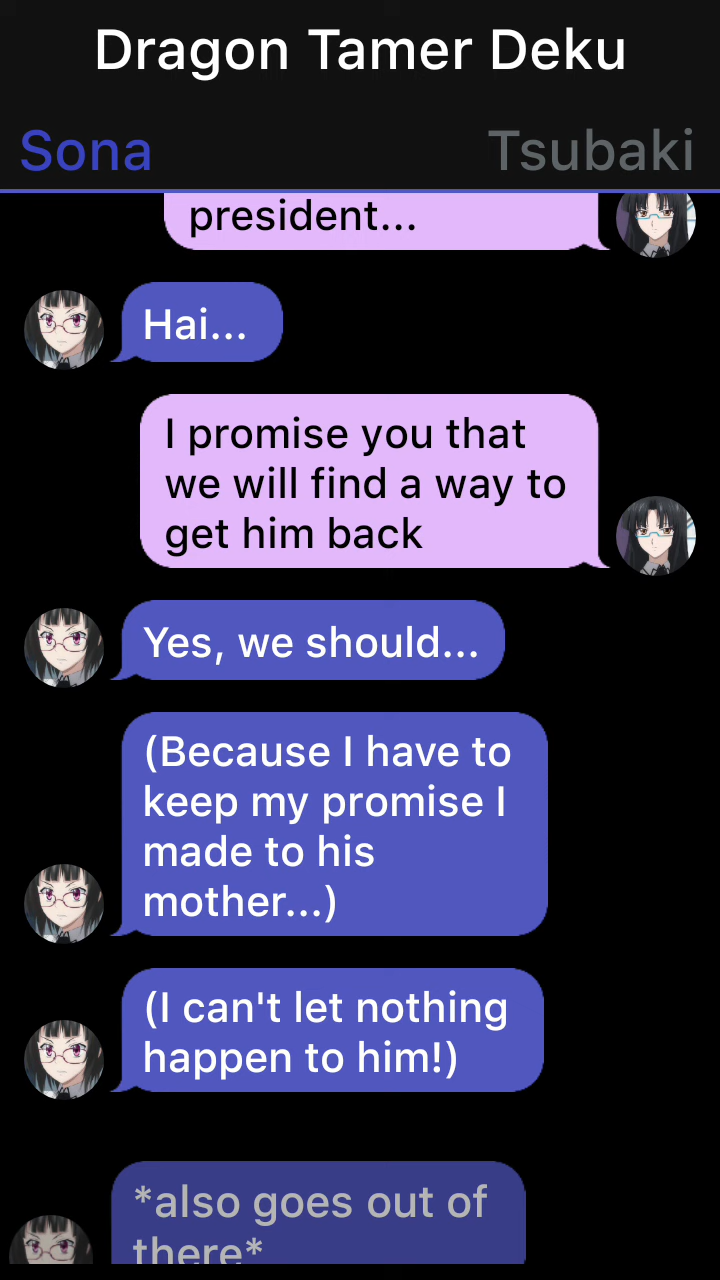 Dragon Tamer Deku
Sona
Tsubaki
president...
Hai...
I promise you that
we will find a way to
get him back
Yes, we should...
(Because I have to
keep my promise I
made to his
mother...)
(I can't let nothing
happen to him!)
*also goes out of
there*